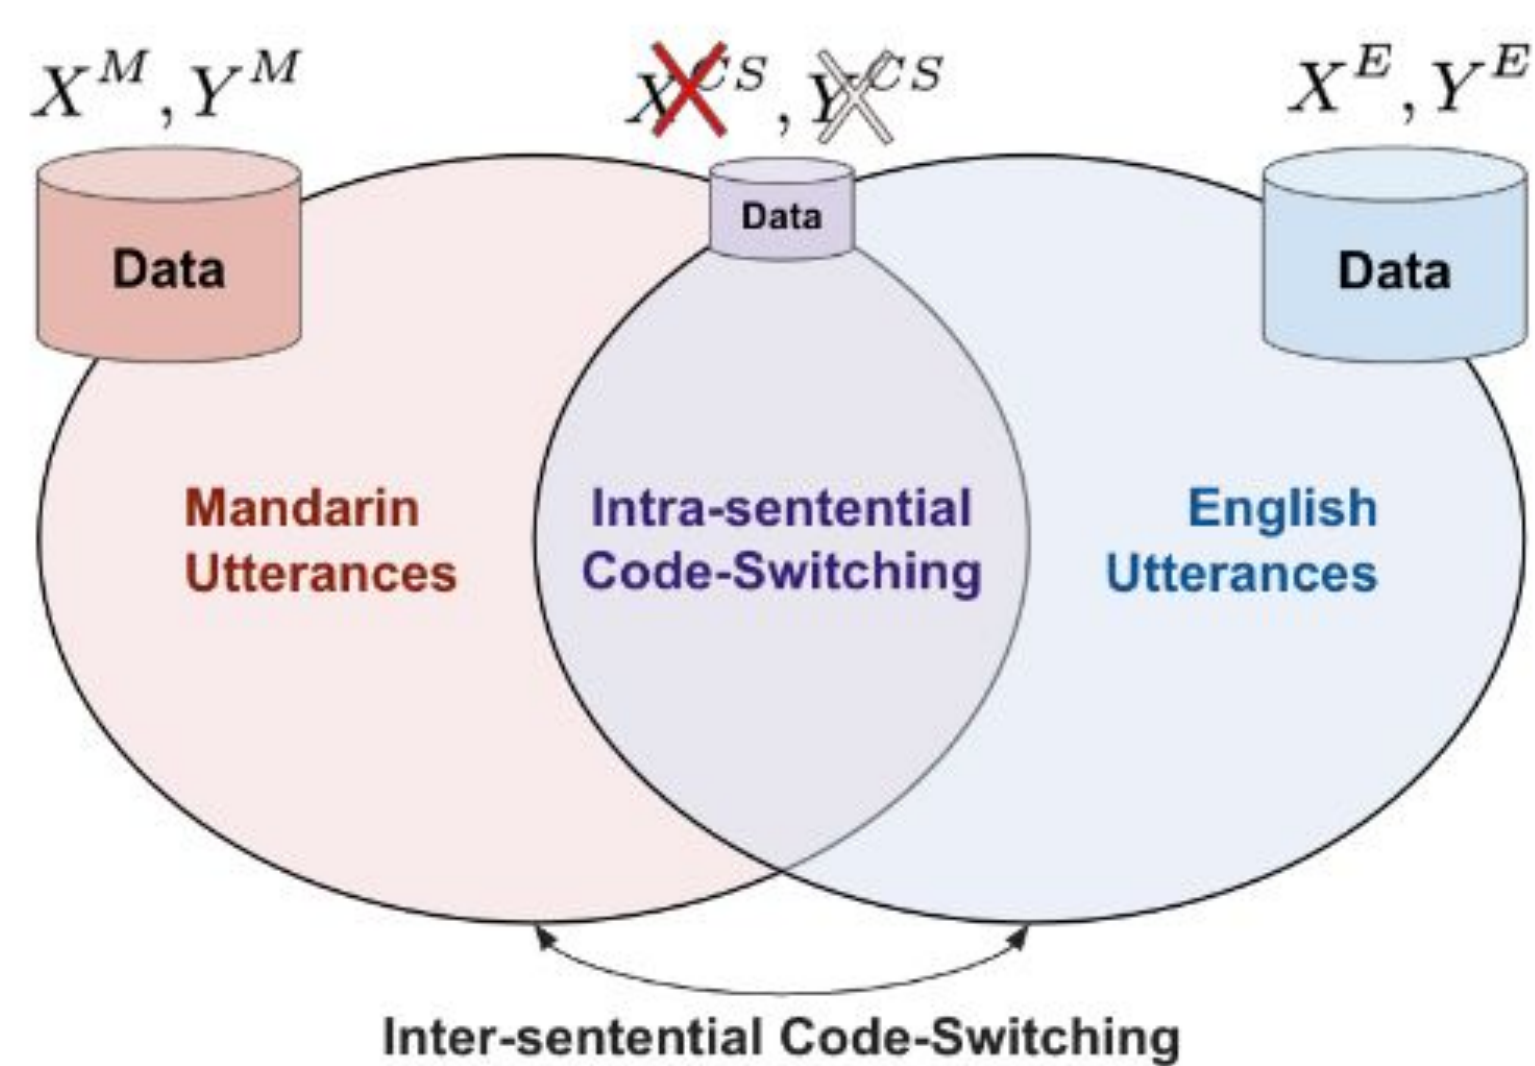 X^M, Y^M
X^CS, Y^CS
X^E, Y^E
Data
Data
Data
Mandarin
Utterances
Intra-sentential
Code-Switching
English
Utterances
Inter-sentential Code-Switching